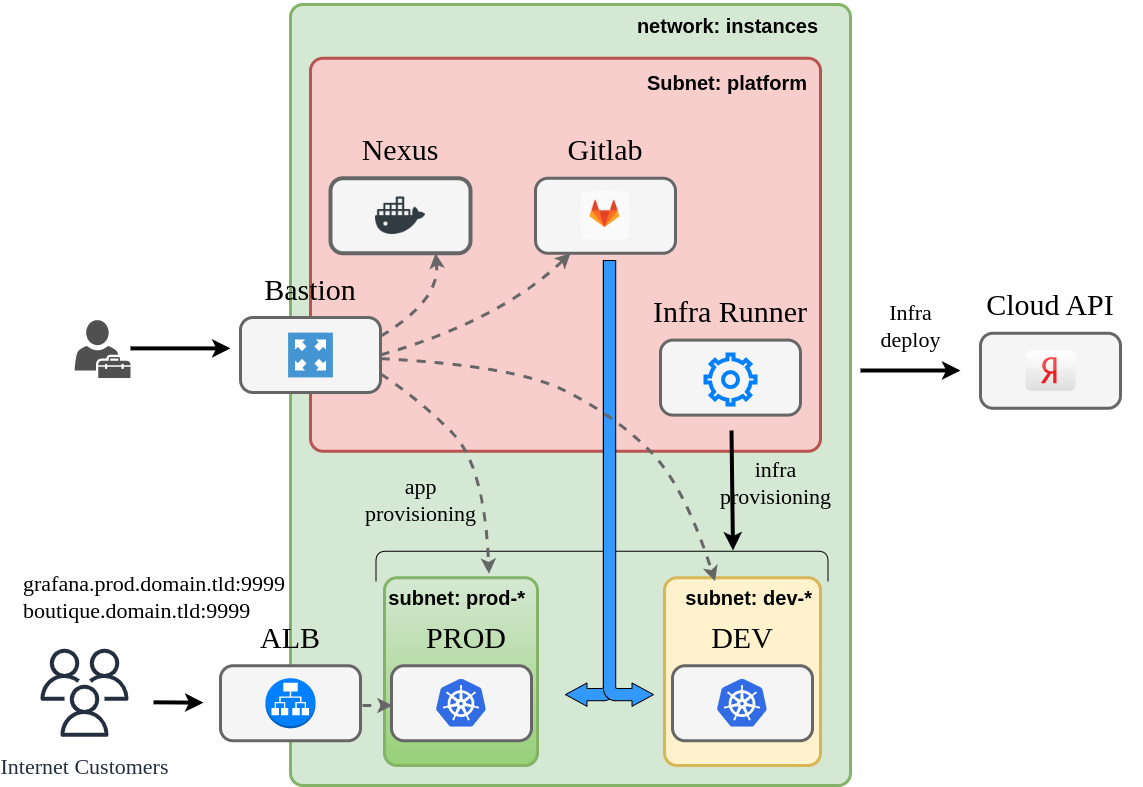 network: instances
Subnet: platform
Nexus
Gitlab
Bastion
Infra Runner
Infra
deploy
Cloud API
Я
infra
provisioning
app
provisioning
grafana.prod.domain.tld:9999
boutique.domain.tld:9999
subnet: prod-*
subnet: dev-*
ALB
PROD
DEV
Internet Customers